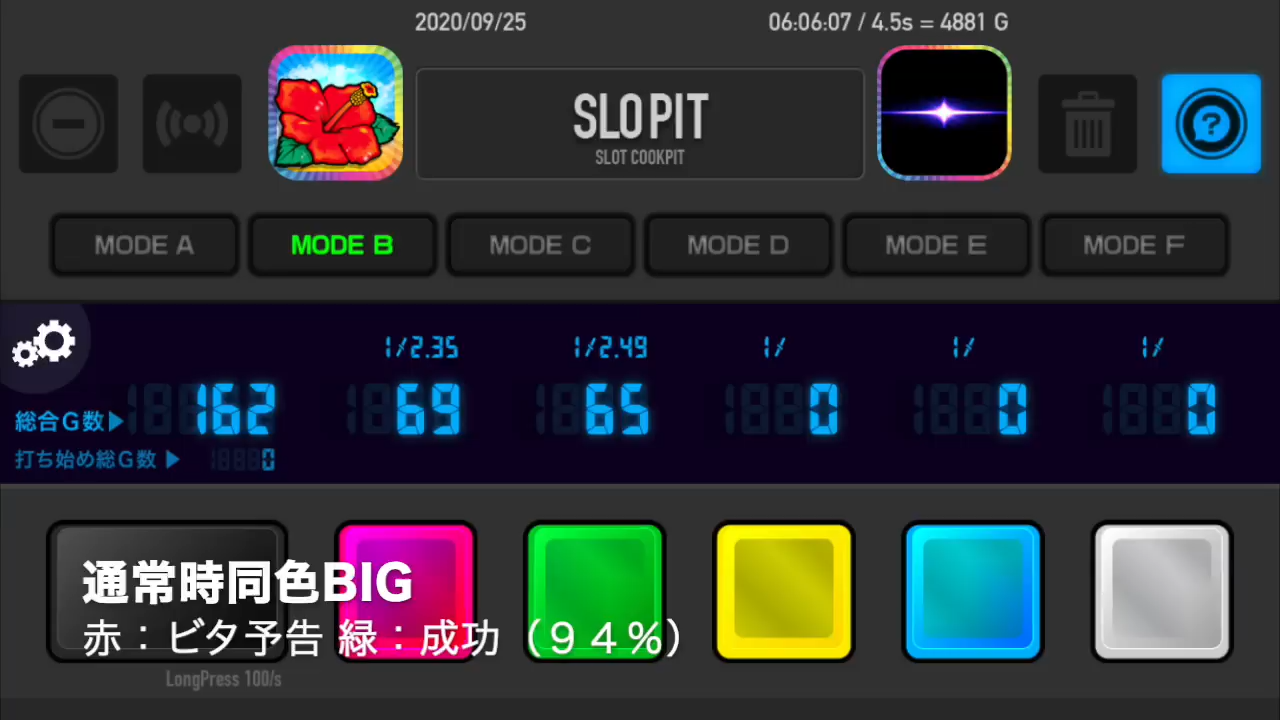 2020/09/25
06:06:07 / 4.5s = 4881 G
SLOPIT
SLOT COOKPIT
MODE A
MODE B
MODE C
MODE D
MODE E
MODE F
1/2.35
1/2.49
1/
1/
1/
総合G数▶ 162
69
65
0
0
0
打ち始め総G数 ▶ 0
通常時同色BIG
赤：ビタ予告 緑：成功（９４％）
LongPress 100/s